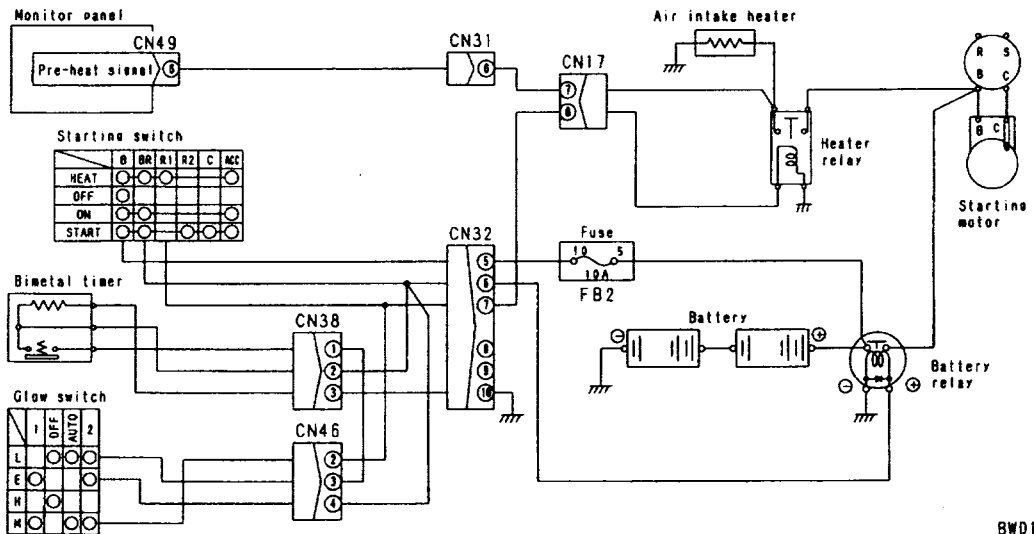 Monitor panel
CN49
Pre-heat signal
5
CN31
6
CN17
7
8
Air intake heater
Heater
relay
R S
B C
B C
Starting
motor
Starting switch
B BR R1 R2 C ACC
HEAT
OFF
ON
START
CN32
5
6
7
8
9
10
Fuse
10 5
10A
FB2
Bimetal timer
CN38
1
2
3
Battery
Battery
relay
Glow switch
1 OFF AUTO 2
L
E
H
M
CN46
2
3
4
BWD1